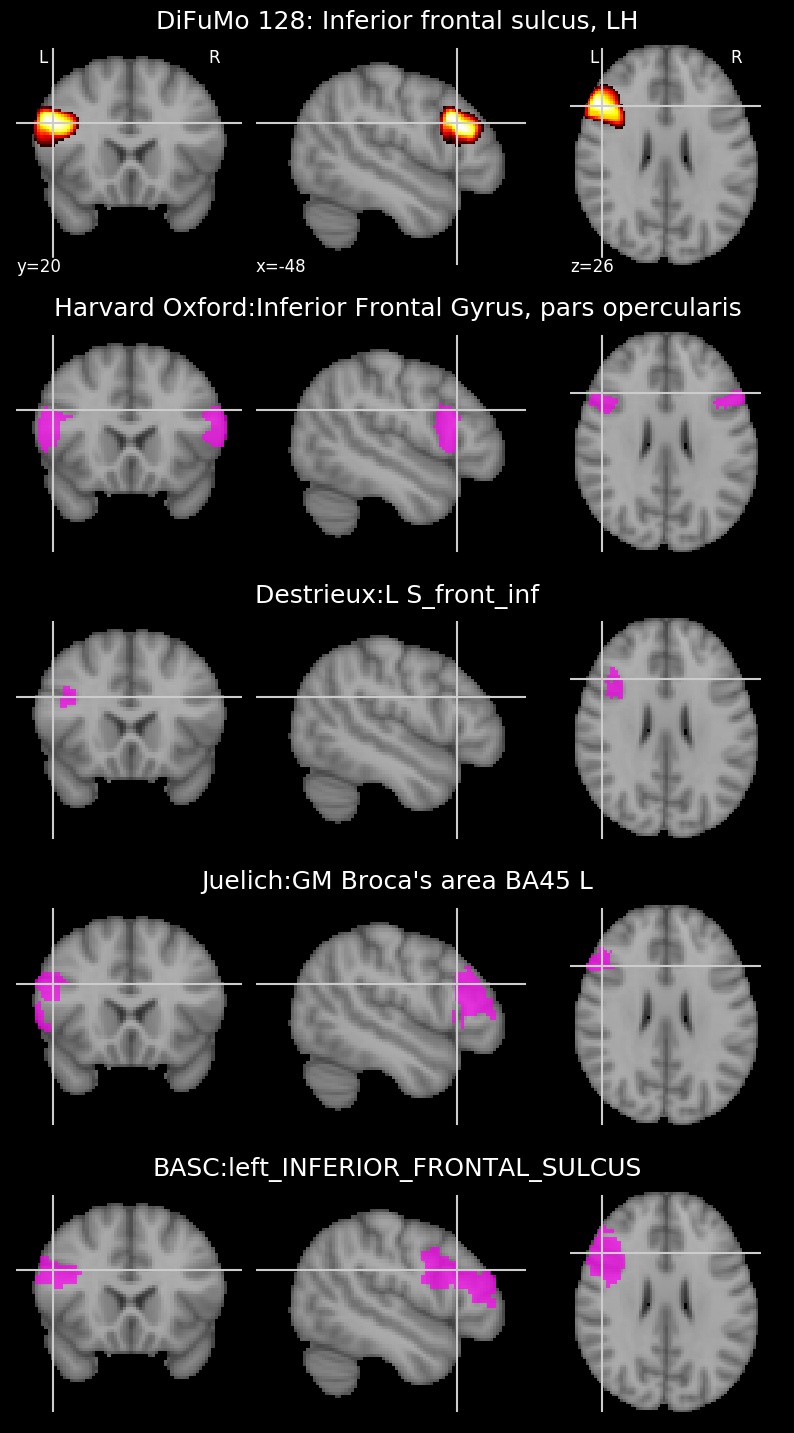 DiFuMo 128: Inferior frontal sulcus, LH
L R L R
y=20 x=-48 z=26
Harvard Oxford:Inferior Frontal Gyrus, pars opercularis
Destrieux:L S_front_inf
Juelich:GM Broca's area BA45 L
BASC:left_INFERIOR_FRONTAL_SULCUS